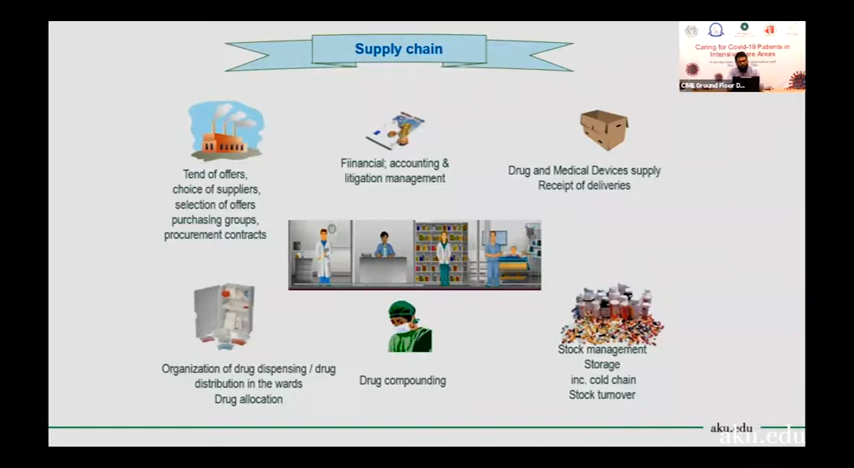 Supply chain
Caring for Covid-19 Patients in
CIME Ground Floor D...
Tend of offers,
choice of suppliers,
selection of offers
purchasing groups,
procurement contracts
Fiinancial; accounting &
litigation management
Drug and Medical Devices supply
Receipt of deliveries
Organization of drug dispensing / drug
distribution in the wards
Drug allocation
Drug compounding
Stock management
Storage
inc. cold chain
Stock turnover
aku.edu
aku.edu